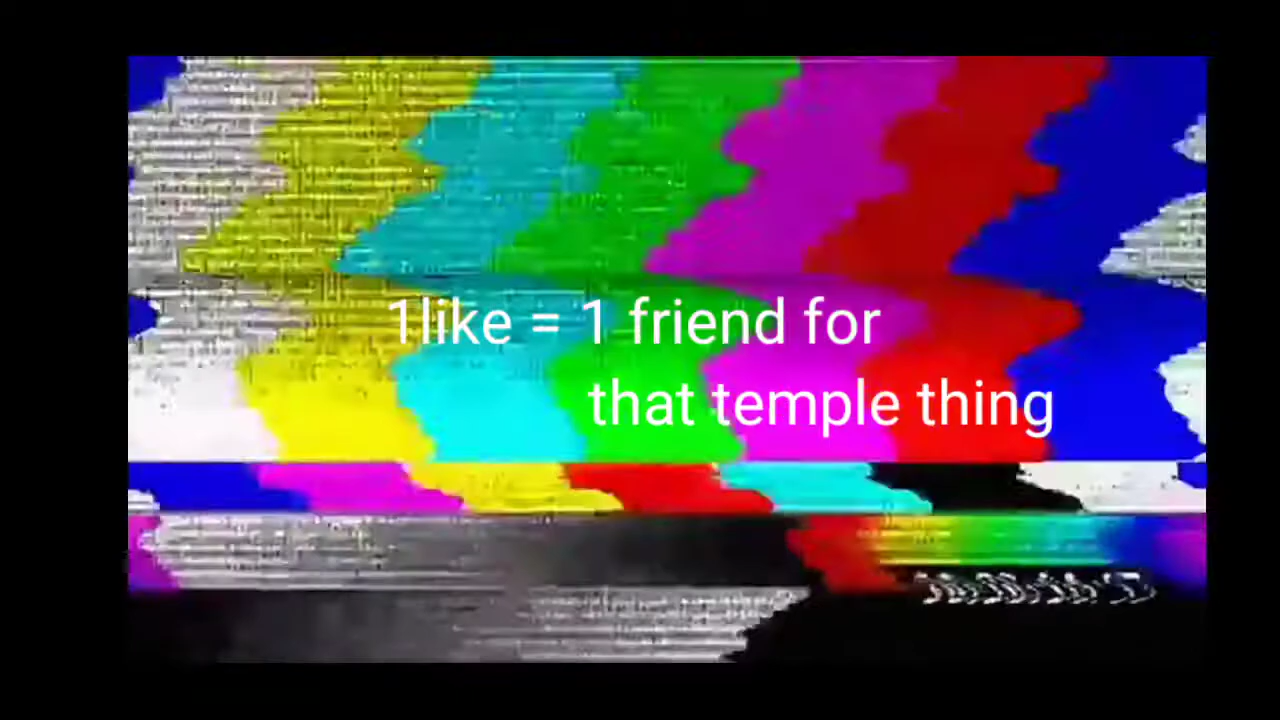 1like = 1 friend for
that temple thing